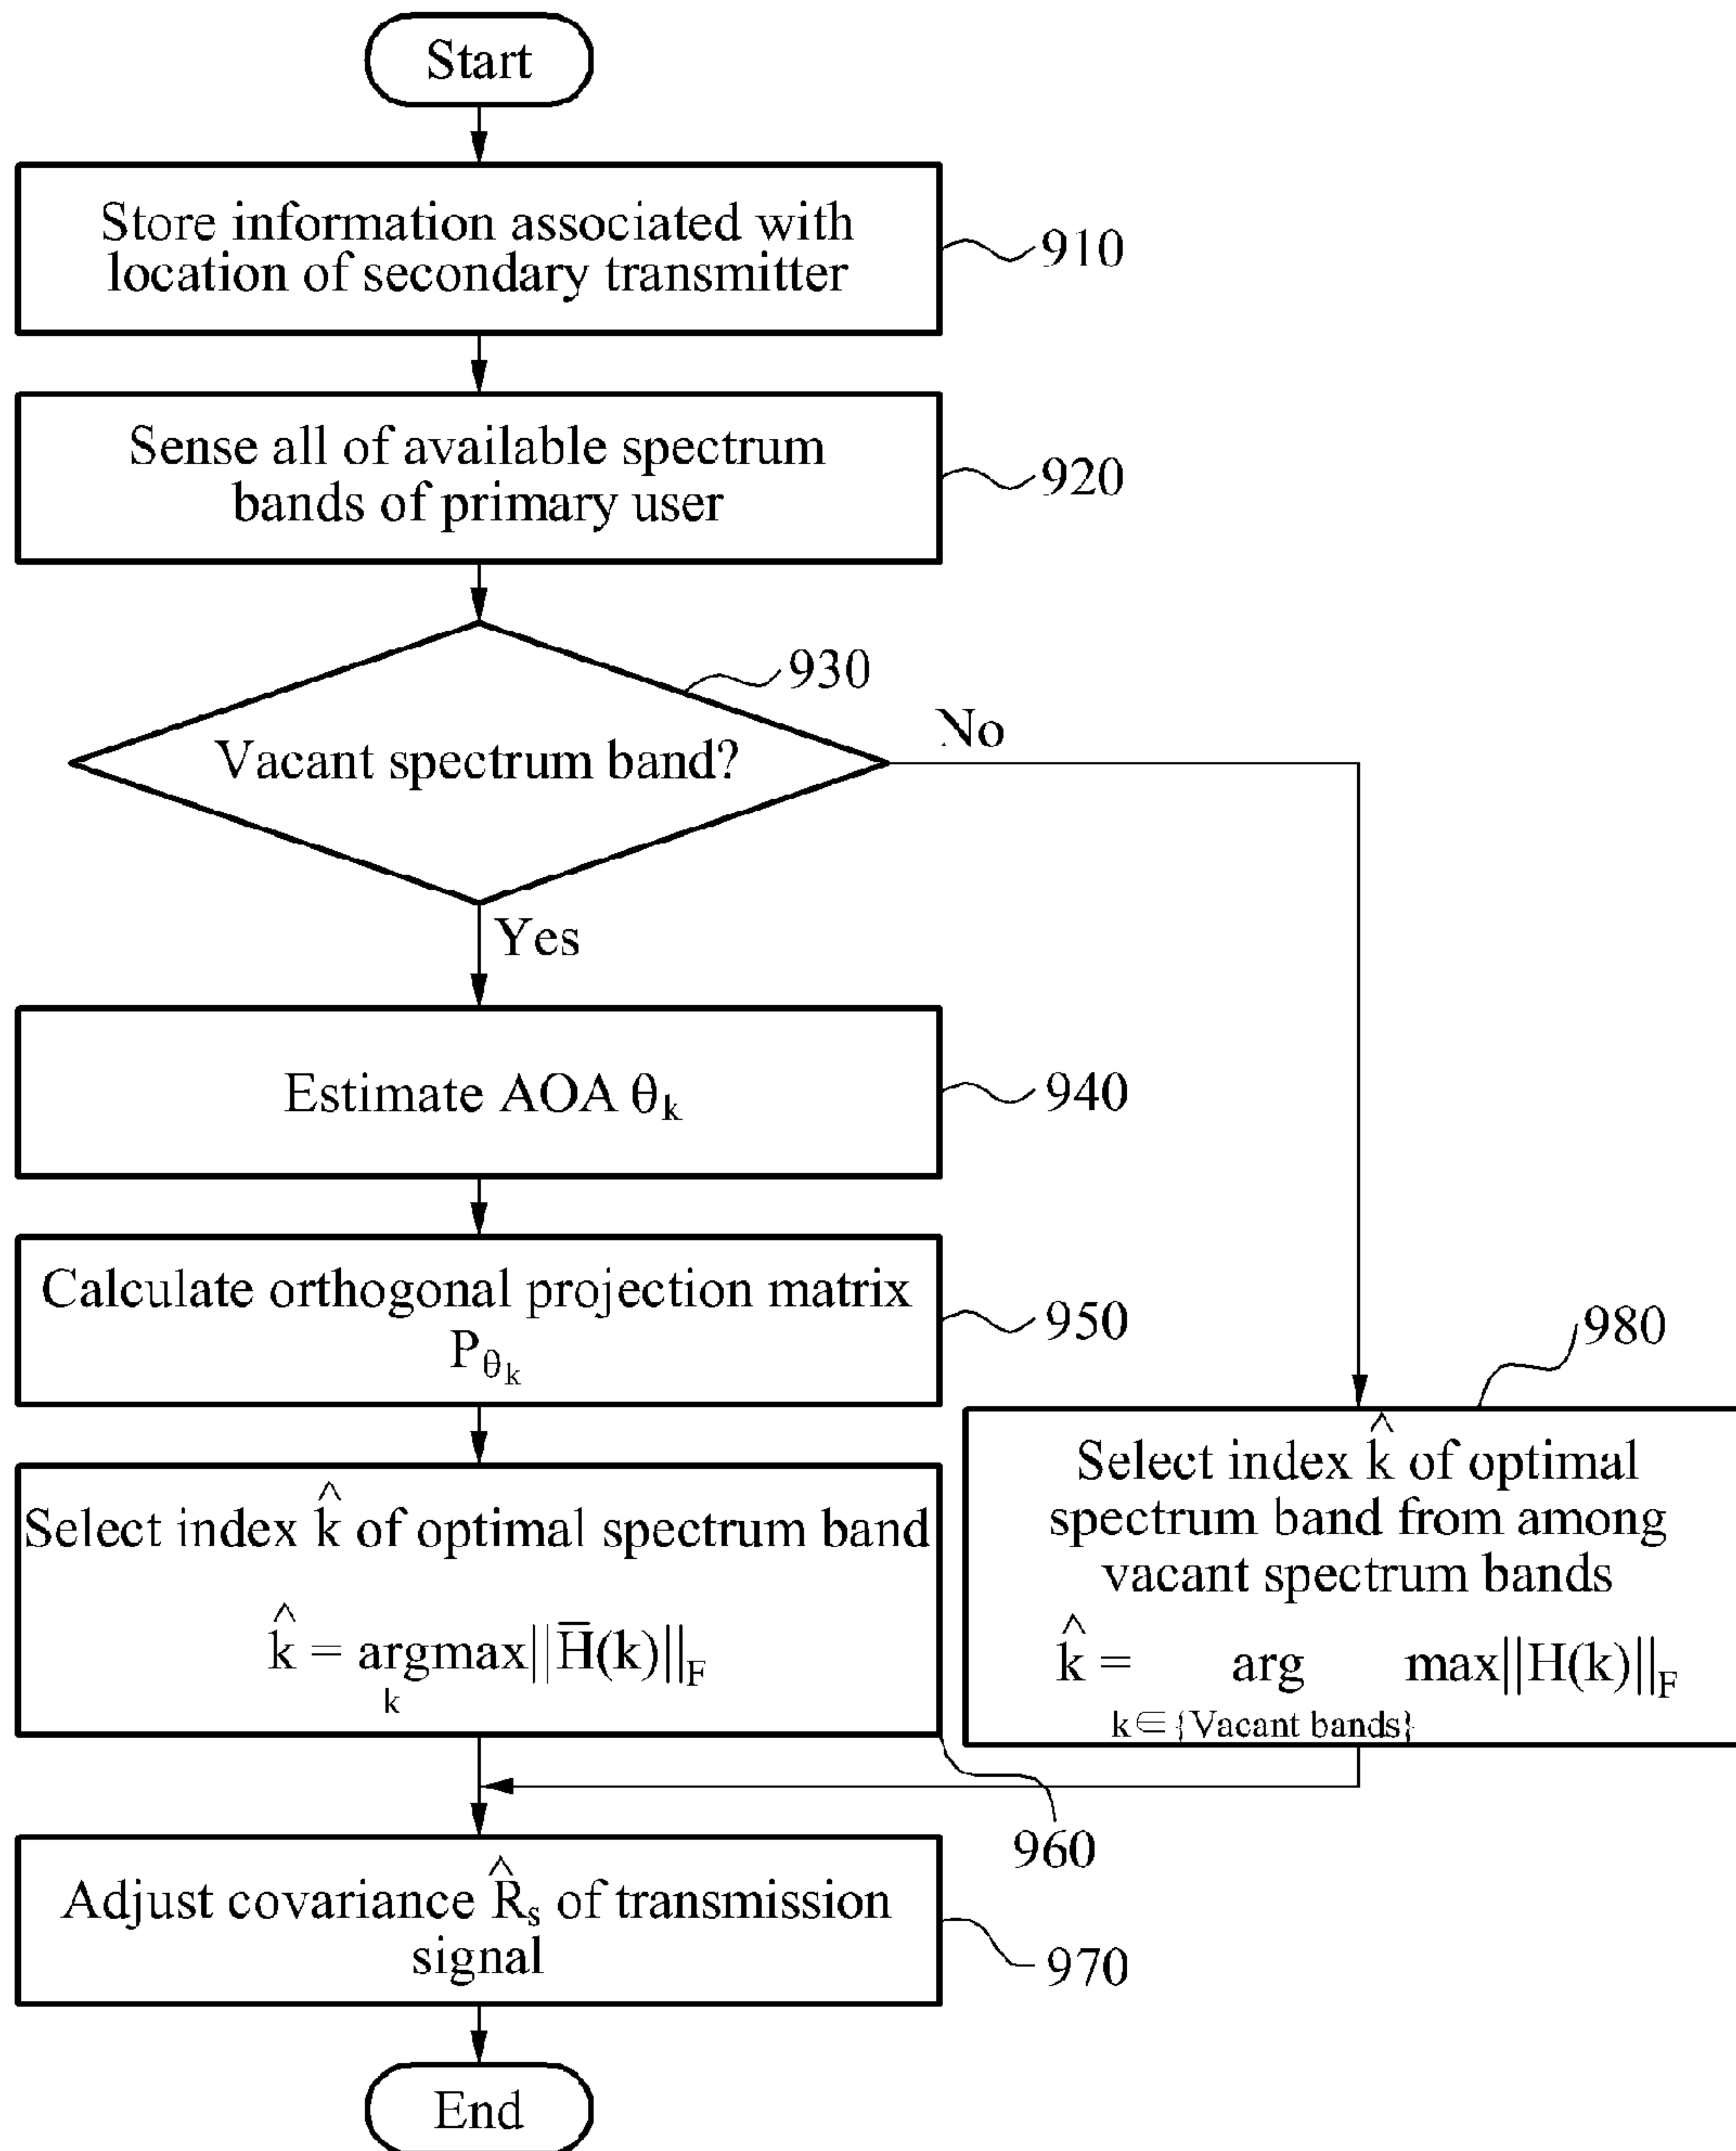 Start
Store information associated with
location of secondary transmitter
910
Sense all of available spectrum
bands of primary user
920
930
Vacant spectrum band?
No
Yes
Estimate AOA θₖ
940
Calculate orthogonal projection matrix
P_θₖ
950
980
Select index k̂ of optimal spectrum band
k̂ = argmax||H̅(k)||_F
k
Select index k̂ of optimal
spectrum band from among
vacant spectrum bands
k̂ = arg max||H(k)||_F
k∈{Vacant bands}
960
Adjust covariance R̂ₛ of transmission
signal
970
End